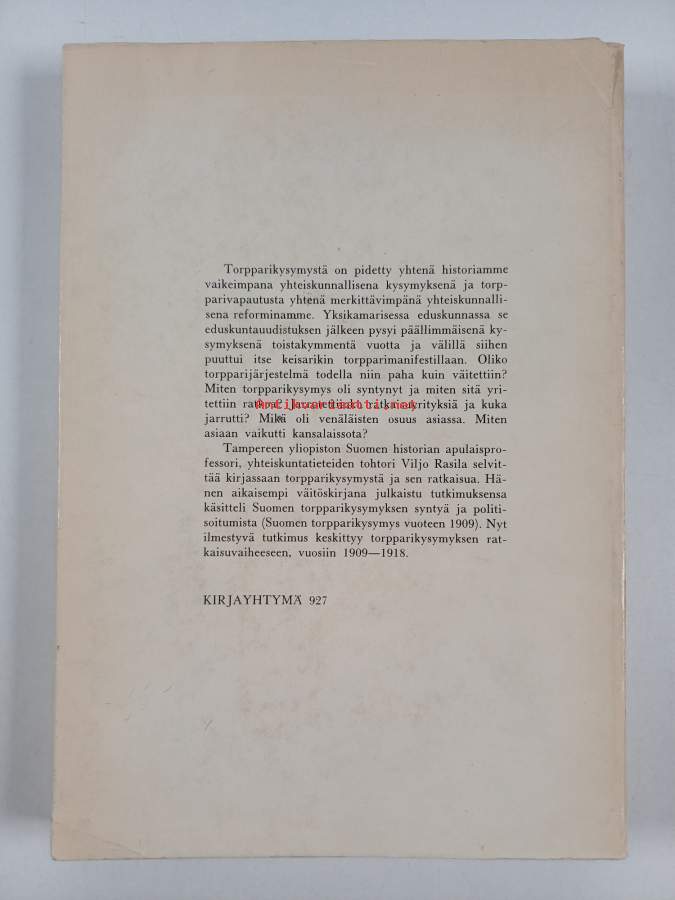 Torpparikysymystä on pidetty yhtenä historiamme
vaikeimpana yhteiskunnallisena kysymyksenä ja torp-
parivapautusta yhtenä merkittävimpänä yhteiskunnalli-
sena reforminamme. Yksikamarisessa eduskunnassa se
eduskuntauudistuksen jälkeen pysyi päällimmäisenä ky-
symyksenä toistakymmentä vuotta ja välillä siihen
puuttui itse keisarikin torpparimanifestillaan. Oliko
torpparijärjestelmä todella niin paha kuin väitettiin?
Miten torpparikysymys oli syntynyt ja miten sitä yri-
tettiin ratkoa? Jarrutettiinko ratkaisuyrityksiä ja kuka
jarrutti? Mikä oli venäläisten osuus asiassa. Miten
asiaan vaikutti kansalaissota?
Tampereen yliopiston Suomen historian apulaispro-
fessori, yhteiskuntatieteiden tohtori Viljo Rasila selvit-
tää kirjassaan torpparikysymystä ja sen ratkaisua. Hä-
nen aikaisempi väitöskirjana julkaistu tutkimuksensa
käsitteli Suomen torpparikysymyksen syntyä ja politi-
soitumista (Suomen torpparikysymys vuoteen 1909). Nyt
ilmestyvä tutkimus keskittyy torpparikysymyksen rat-
kaisuvaiheeseen, vuosiin 1909—1918.
KIRJAYHTYMÄ 927